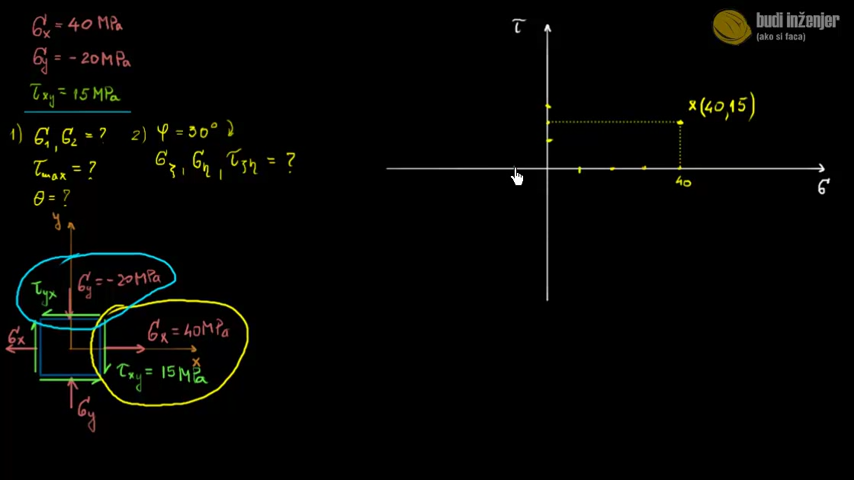 σx = 40 MPa
σy = -20 MPa
τxy = 15 MPa
1) σ1, σ2 = ? 2) φ = 30°
τmax = ? σξ, ση, τξη = ?
θ = ?
y
σy = -20 MPa
τyx
σx σx = 40 MPa
x
τxy = 15 MPa
σy
τ
x(40,15)
40
σ
budi inženjer
(ako si faca)